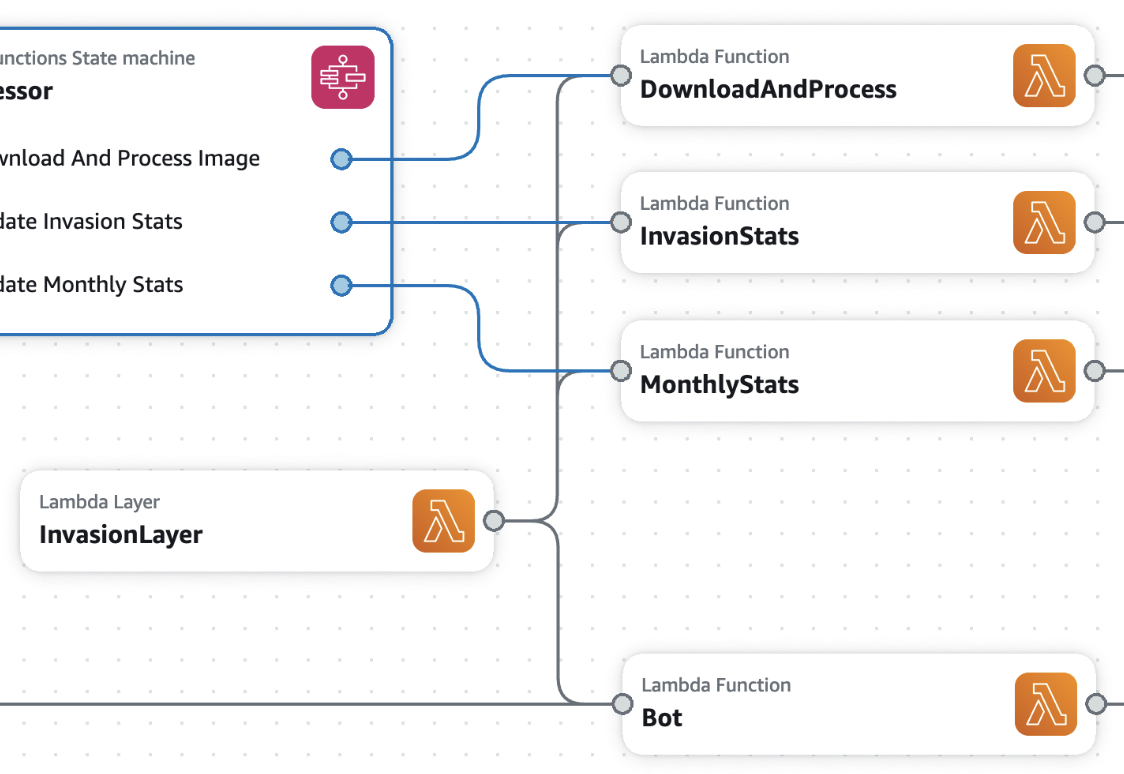 unctions State machine
essor
wnload And Process Image
date Invasion Stats
date Monthly Stats
Lambda Function
DownloadAndProcess
Lambda Function
InvasionStats
Lambda Function
MonthlyStats
Lambda Layer
InvasionLayer
Lambda Function
Bot